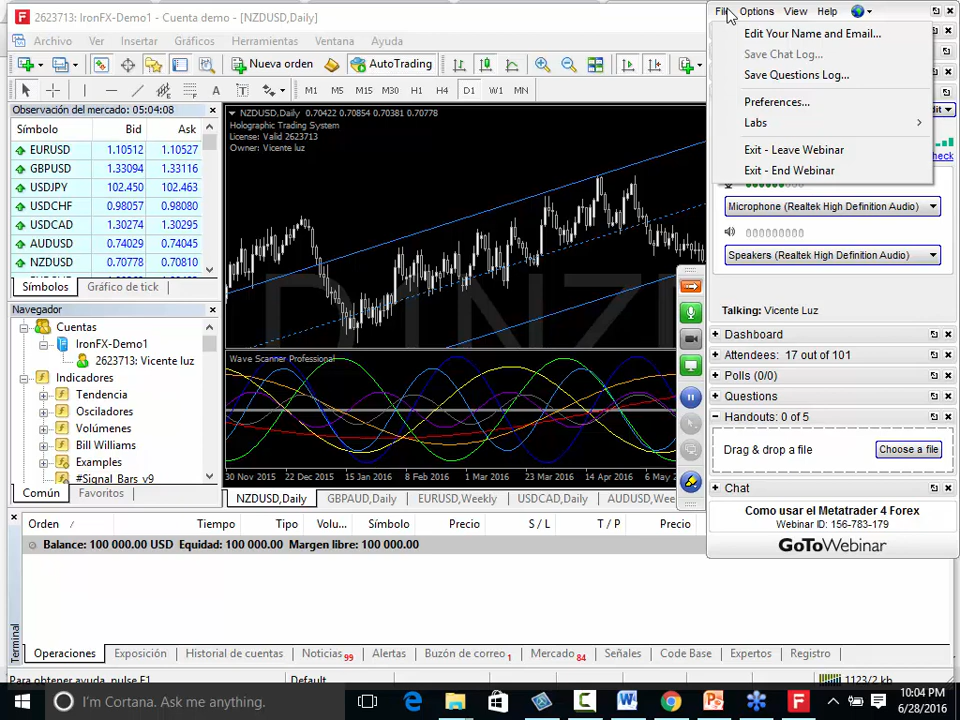 2623713: IronFX-Demo1 - Cuenta demo - [NZDUSD,Daily]
Archivo Ver Insertar Gráficos Herramientas Ventana Ayuda
Nueva orden AutoTrading
A T M1 M5 M15 M30 H1 H4 D1 W1 MN
Observación del mercado: 05:04:08
Símbolo Bid Ask
EURUSD 1.10512 1.10527
GBPUSD 1.33094 1.33116
USDJPY 102.450 102.463
USDCHF 0.98057 0.98080
USDCAD 1.30274 1.30295
AUDUSD 0.74029 0.74045
NZDUSD 0.70778 0.70810
Símbolos Gráfico de tick
Navegador
Cuentas
IronFX-Demo1
2623713: Vicente luz
Indicadores
Tendencia
Osciladores
Volúmenes
Bill Williams
Examples
#Signal_Bars_v9
Común Favoritos
NZDUSD,Daily 0.70422 0.70854 0.70381 0.70778
Holographic Trading System
License: Valid 2623713
Owner: Vicente luz
Wave Scanner Professional
30 Nov 2015 22 Dec 2015 15 Jan 2016 8 Feb 2016 1 Mar 2016 23 Mar 2016 14 Apr 2016 6 May
NZDUSD,Daily GBPAUD,Daily EURUSD,Weekly USDCAD,Daily AUDUSD,Wee
Orden / Tiempo Tipo Volu... Símbolo Precio S / L T / P Precio
Balance: 100 000.00 USD Equidad: 100 000.00 Margen libre: 100 000.00
Terminal
Operaciones Exposición Historial de cuentas Noticias 99 Alertas Buzón de correo 1 Mercado 84 Señales Code Base Expertos Registro
Para obtener ayuda, pulse F1 Default 1123/2 kb
File Options View Help
Edit Your Name and Email...
Save Chat Log...
Save Questions Log...
Preferences...
Labs
Exit - Leave Webinar
Exit - End Webinar
Microphone (Realtek High Definition Audio)
Speakers (Realtek High Definition Audio)
Talking: Vicente Luz
Dashboard
Attendees: 17 out of 101
Polls (0/0)
Questions
Handouts: 0 of 5
Drag & drop a file Choose a file
Chat
Como usar el Metatrader 4 Forex
Webinar ID: 156-783-179
GoToWebinar
I'm Cortana. Ask me anything.
10:04 PM
6/28/2016